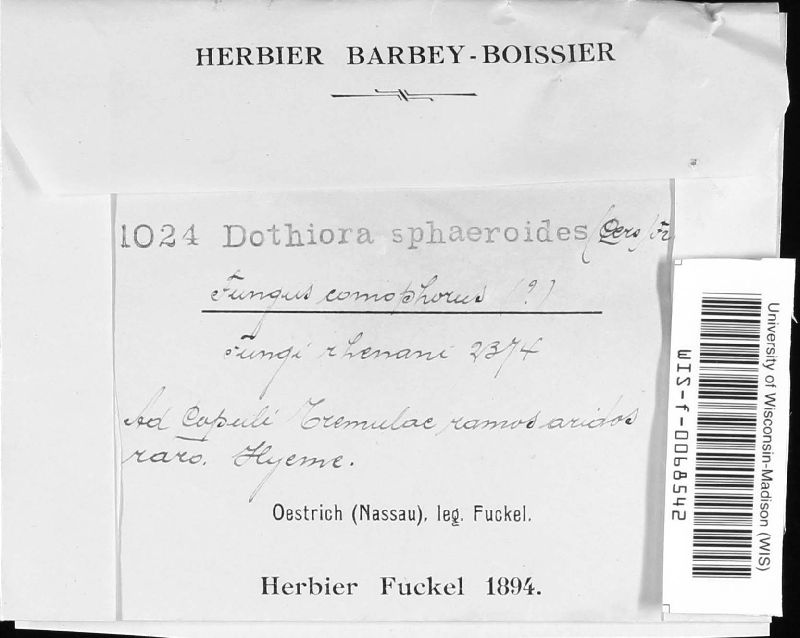 HERBIER BARBEY-BOISSIER
1024 Dothiora sphaeroides (Pers) Fr
Fungus conophorus (?)
Fungi rhenani 2374
Ad Populi Tremulae ramos aridos
raro. Hyeme.
Oestrich (Nassau), leg. Fuckel.
Herbier Fuckel 1894.
University of Wisconsin-Madison (WIS)
WIS-f-0068542